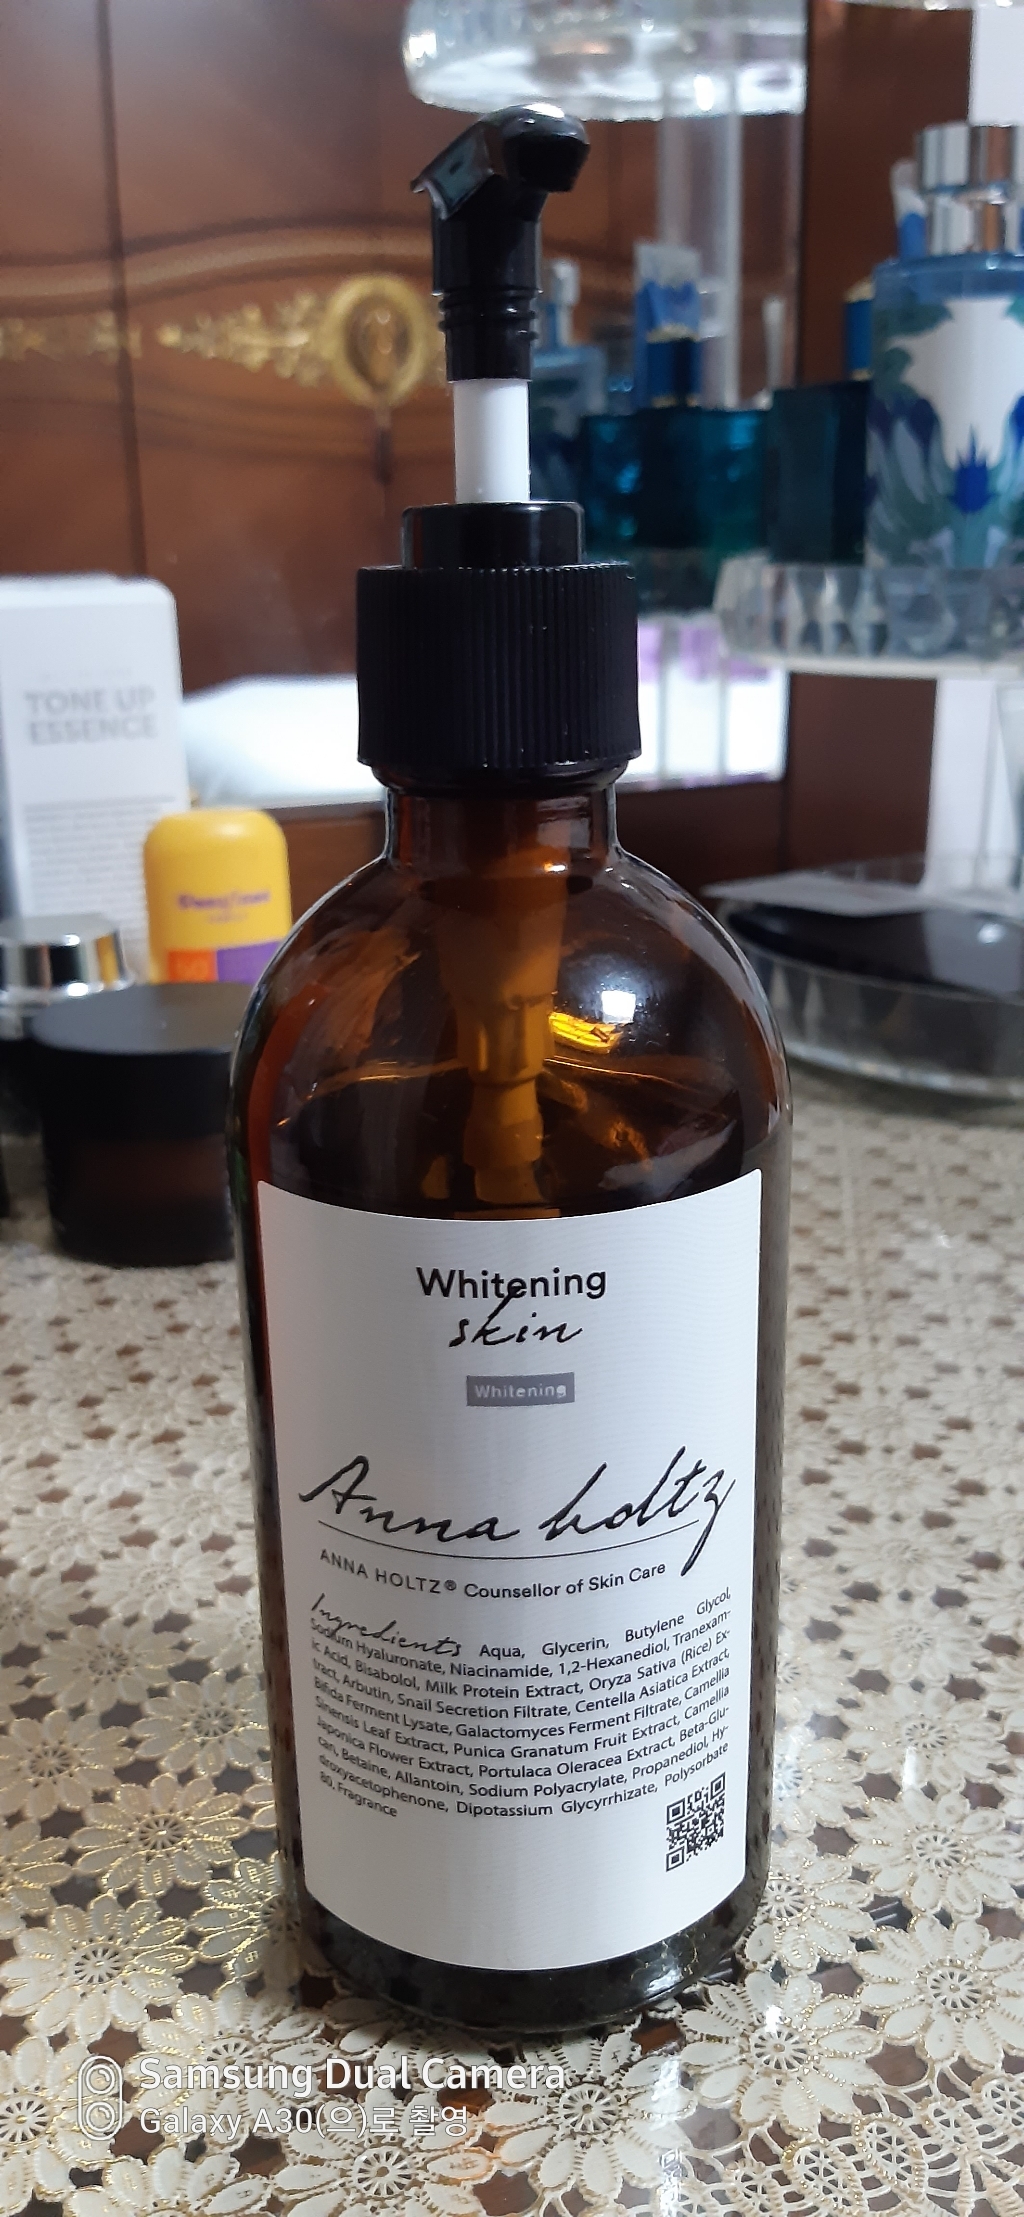 TONE UP
ESSENCE
Whitening
skin
Whitening
Anna holtz
ANNA HOLTZ® Counsellor of Skin Care
Ingredients Aqua, Glycerin, Butylene Glycol,
Sodium Hyaluronate, Niacinamide, 1,2-Hexanediol, Tranexam-
ic Acid, Bisabolol, Milk Protein Extract, Oryza Sativa (Rice) Ex-
tract, Arbutin, Snail Secretion Filtrate, Centella Asiatica Extract,
Bifida Ferment Lysate, Galactomyces Ferment Filtrate, Camellia
Sinensis Leaf Extract, Punica Granatum Fruit Extract, Camellia
Japonica Flower Extract, Portulaca Oleracea Extract, Beta-Glu-
can, Betaine, Allantoin, Sodium Polyacrylate, Propanediol, Hy-
droxyacetophenone, Dipotassium Glycyrrhizate, Polysorbate
80, Fragrance
Samsung Dual Camera
Galaxy A30(으)로 촬영